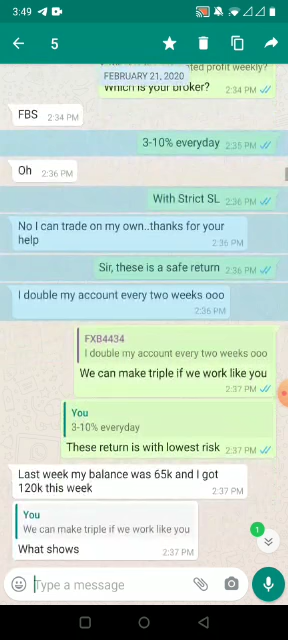 3:49
5
ted profit weekly?
FEBRUARY 21, 2020
Which is your broker? 2:34 PM
FBS 2:34 PM
3-10% everyday 2:35 PM
Oh 2:36 PM
With Strict SL 2:36 PM
No I can trade on my own..thanks for your
help 2:36 PM
Sir, these is a safe return 2:36 PM
I double my account every two weeks ooo
2:36 PM
FXB4434
I double my account every two weeks ooo
We can make triple if we work like you
2:37 PM
You
3-10% everyday
These return is with lowest risk 2:37 PM
Last week my balance was 65k and I got
120k this week 2:37 PM
You
We can make triple if we work like you
What shows 2:37 PM
1
Type a message